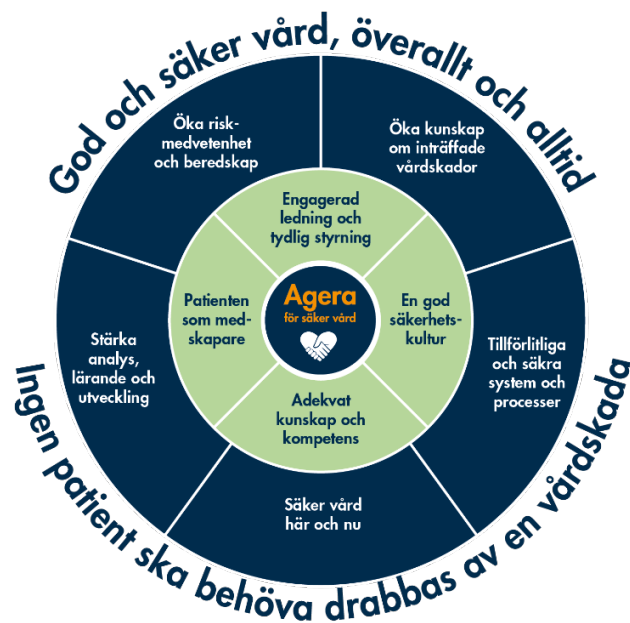 God och säker vård, överallt och alltid
Öka risk-
medvetenhet
och beredskap
Öka kunskap
om inträffade
vårdskador
Engagerad
ledning och
tydlig styrning
Patienten
som med-
skapare
Agera
för säker vård
En god
säkerhets-
kultur
Stärka
analys,
lärande och
utveckling
Tillförlitliga
och säkra
system och
processer
Adekvat
kunskap och
kompetens
Säker vård
här och nu
Ingen patient ska behöva drabbas av en vårdskada